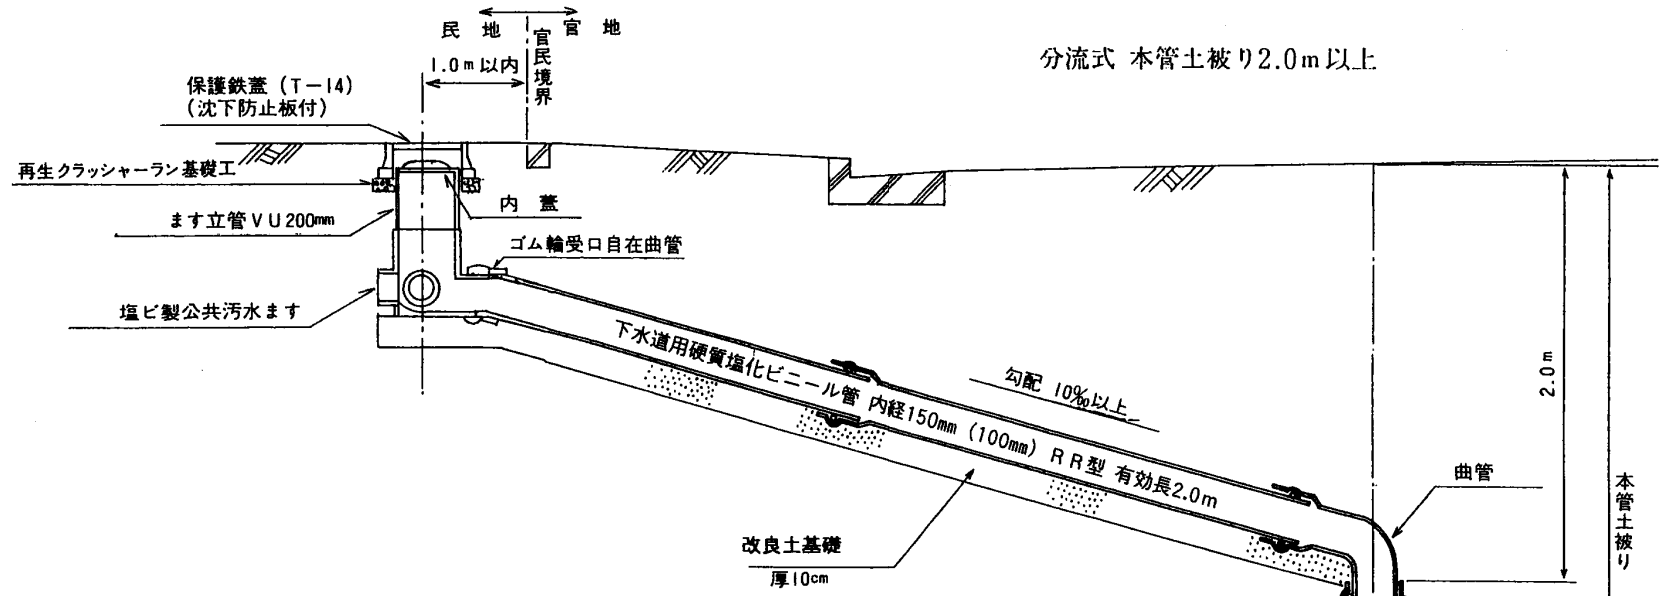 民地
官地
官民境界
1.0m以内
分流式 本管土被り2.0m以上
保護鉄蓋（T－14）
（沈下防止板付）
再生クラッシャーラン基礎工
内蓋
ます立管VU200mm
ゴム輪受口自在曲管
塩ビ製公共汚水ます
下水道用硬質塩化ビニール管 内経150mm（100mm）RR型 有効長2.0m
勾配 10‰以上
2.0m
曲管
本管土被り
改良土基礎
厚10cm